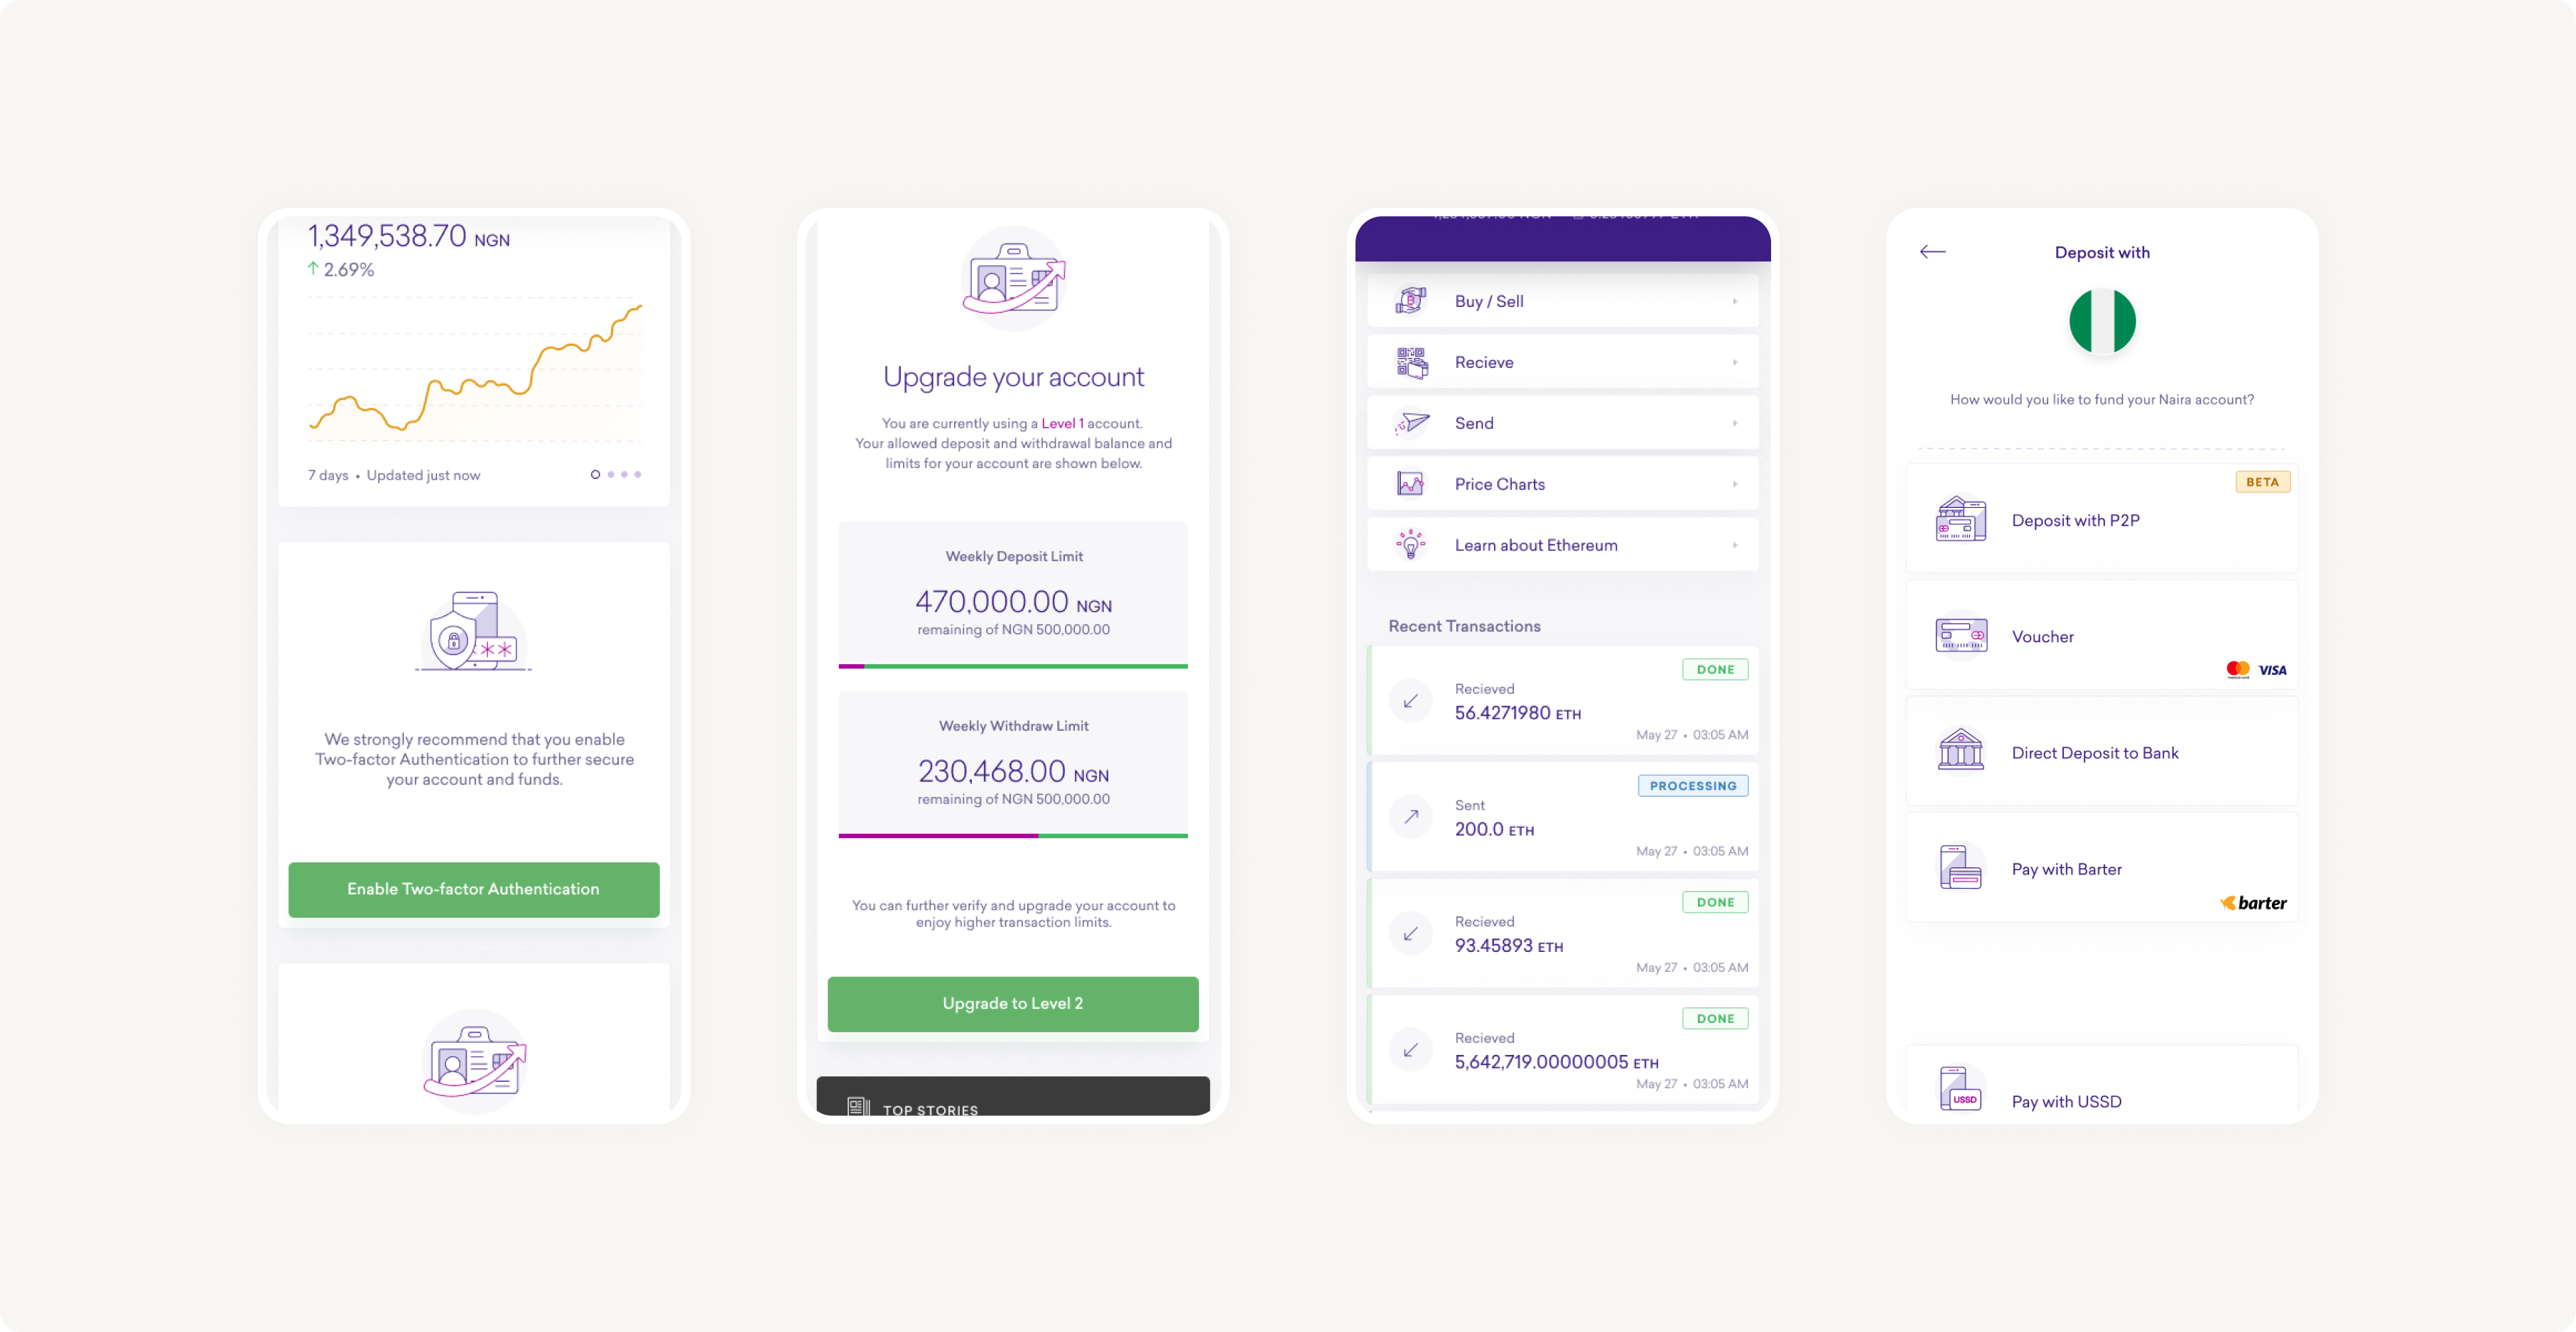 1,349,538.70 NGN
2.69%
7 days • Updated just now
We strongly recommend that you enable
Two-factor Authentication to further secure
your account and funds.
Enable Two-factor Authentication
Upgrade your account
You are currently using a Level 1 account.
Your allowed deposit and withdrawal balance and
limits for your account are shown below.
Weekly Deposit Limit
470,000.00 NGN
remaining of NGN 500,000.00
Weekly Withdraw Limit
230,468.00 NGN
remaining of NGN 500,000.00
You can further verify and upgrade your account to
enjoy higher transaction limits.
Upgrade to Level 2
TOP STORIES
Buy / Sell
Recieve
Send
Price Charts
Learn about Ethereum
Recent Transactions
DONE
Recieved
56.4271980 ETH
May 27 • 03:05 AM
PROCESSING
Sent
200.0 ETH
May 27 • 03:05 AM
DONE
Recieved
93.45893 ETH
May 27 • 03:05 AM
DONE
Recieved
5,642,719.00000005 ETH
May 27 • 03:05 AM
Deposit with
How would you like to fund your Naira account?
BETA
Deposit with P2P
Voucher
mastercard VISA
Direct Deposit to Bank
Pay with Barter
barter
USSD
Pay with USSD